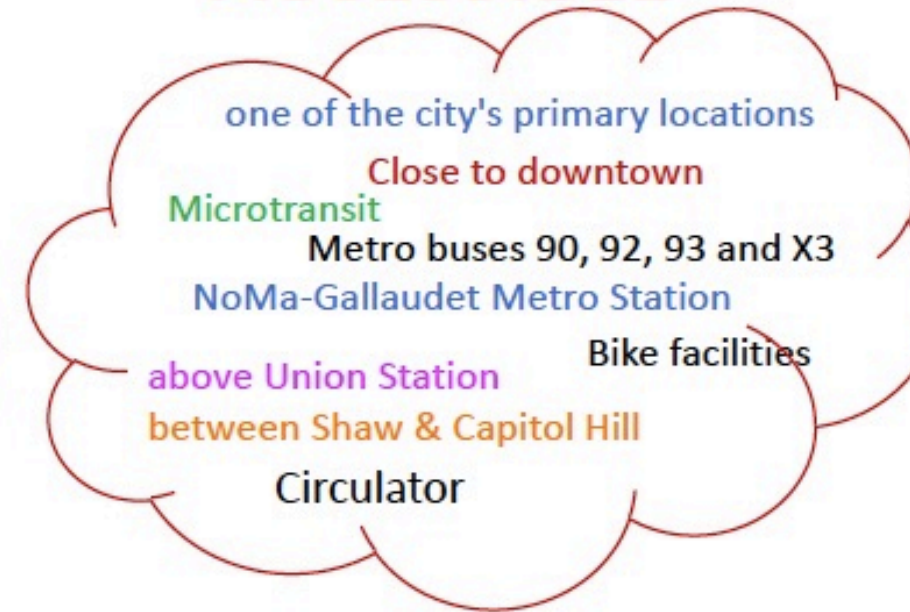 one of the city's primary locations
Close to downtown
Microtransit
Metro buses 90, 92, 93 and X3
NoMa-Gallaudet Metro Station
Bike facilities
above Union Station
between Shaw & Capitol Hill
Circulator